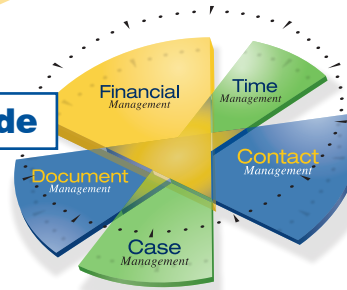 Financial
Management
Time
Management
de
Contact
Management
Document
Management
Case
Management